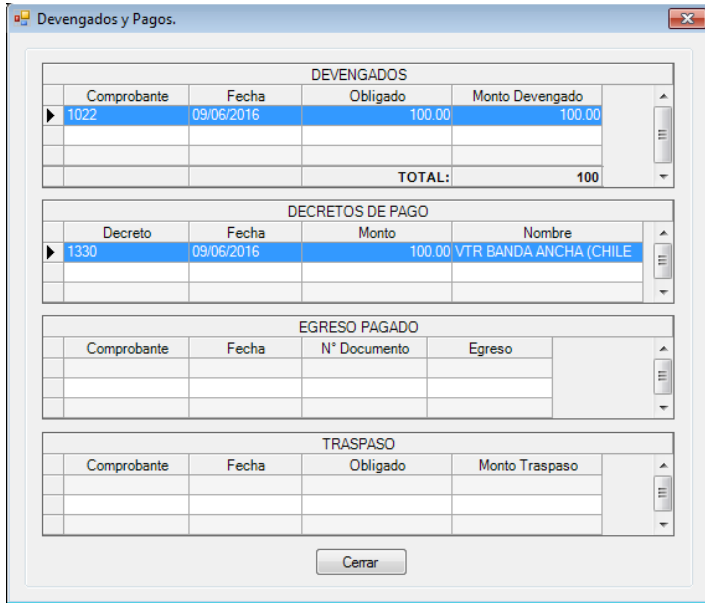 Devengados y Pagos.
DEVENGADOS
Comprobante Fecha Obligado Monto Devengado
1022 09/06/2016 100.00 100.00
TOTAL: 100
DECRETOS DE PAGO
Decreto Fecha Monto Nombre
1330 09/06/2016 100.00 VTR BANDA ANCHA (CHILE
EGRESO PAGADO
Comprobante Fecha N° Documento Egreso
TRASPASO
Comprobante Fecha Obligado Monto Traspaso
Cerrar